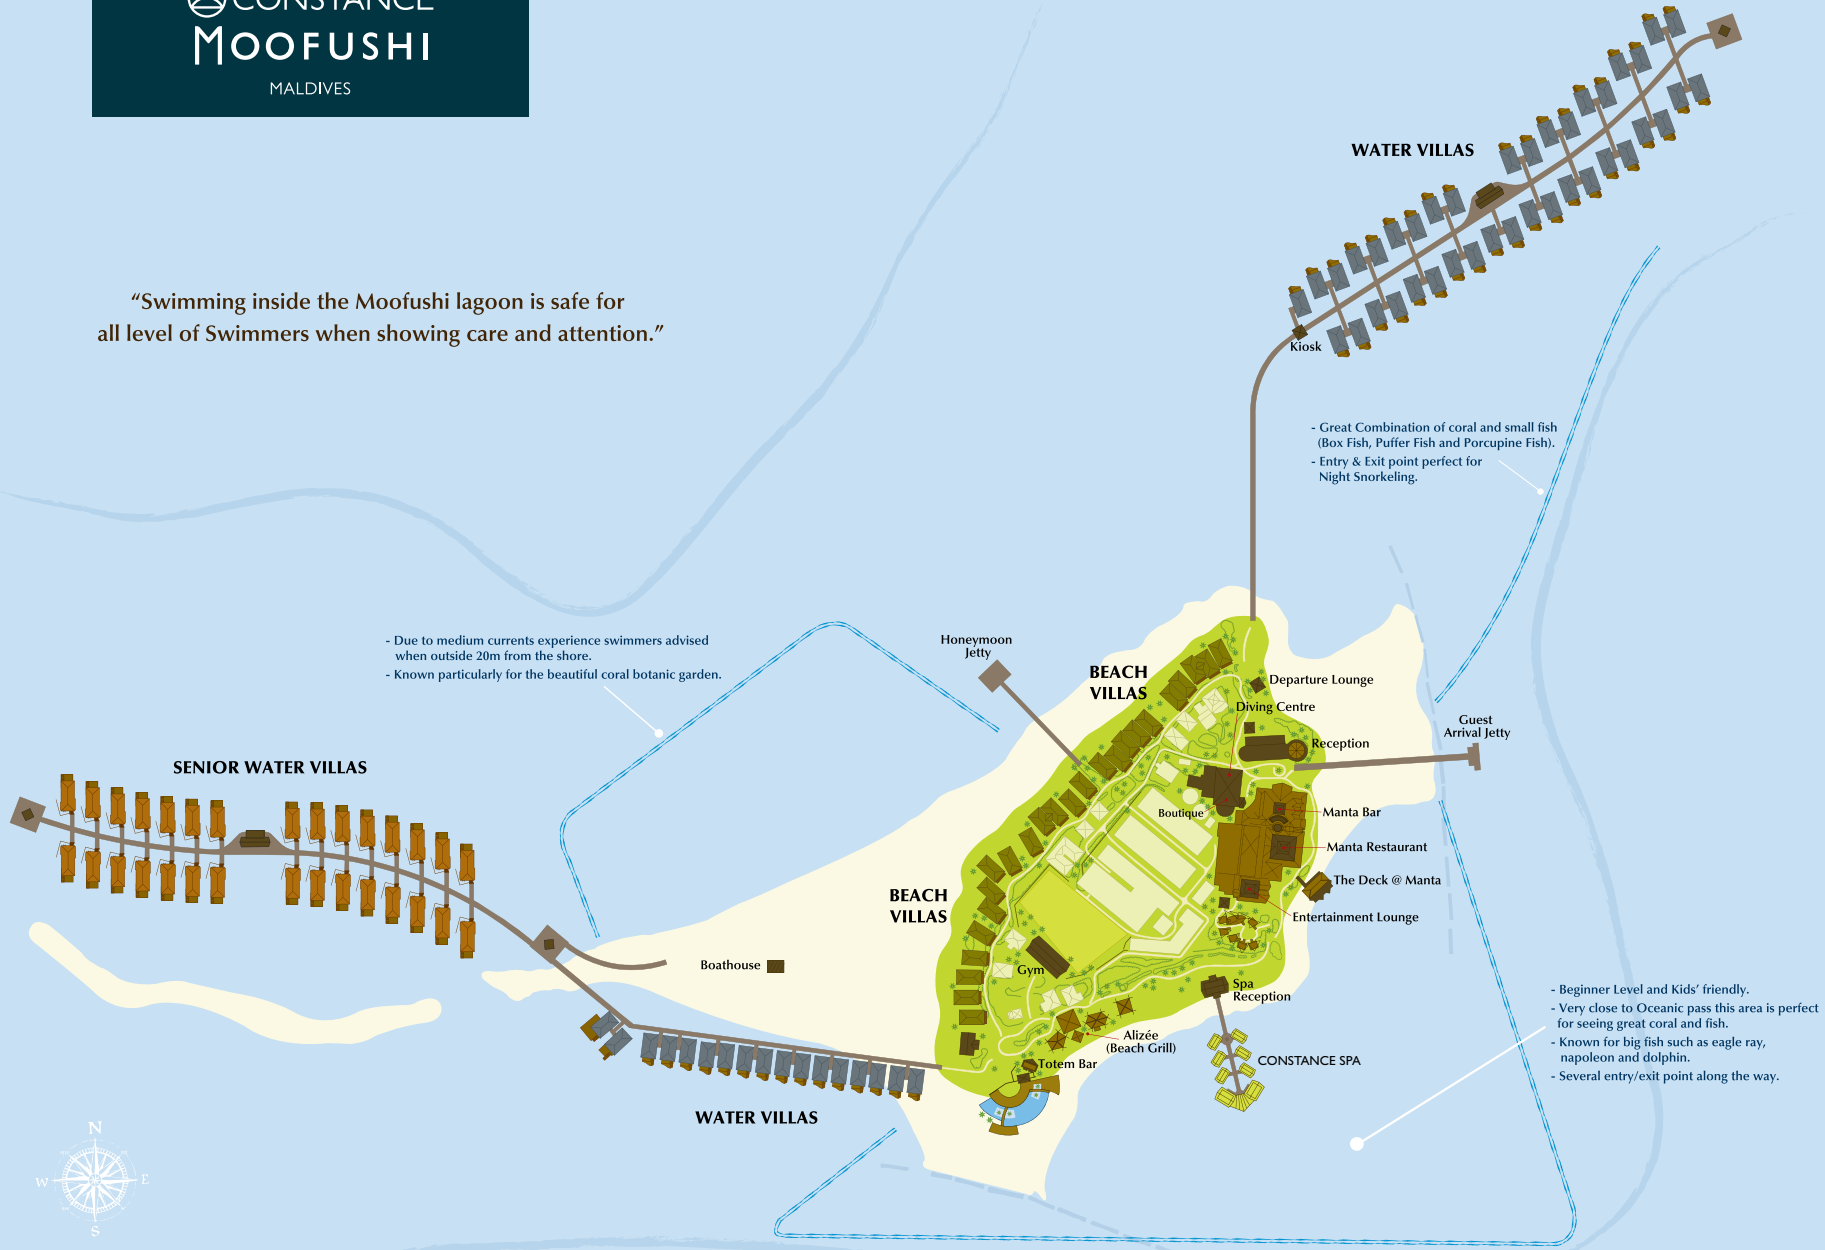 CONSTANCE
MOOFUSHI
MALDIVES
WATER VILLAS
“Swimming inside the Moofushi lagoon is safe for
all level of Swimmers when showing care and attention.”
Kiosk
- Great Combination of coral and small fish
(Box Fish, Puffer Fish and Porcupine Fish).
- Entry & Exit point perfect for
Night Snorkeling.
- Due to medium currents experience swimmers advised
when outside 20m from the shore.
- Known particularly for the beautiful coral botanic garden.
Honeymoon
Jetty
BEACH
VILLAS
Departure Lounge
Diving Centre
Guest
Arrival Jetty
Reception
SENIOR WATER VILLAS
Boutique
Manta Bar
Manta Restaurant
The Deck @ Manta
BEACH
VILLAS
Entertainment Lounge
Boathouse
Gym
Spa
Reception
- Beginner Level and Kids’ friendly.
- Very close to Oceanic pass this area is perfect
for seeing great coral and fish.
- Known for big fish such as eagle ray,
napoleon and dolphin.
- Several entry/exit point along the way.
Alizée
(Beach Grill)
Totem Bar
CONSTANCE SPA
WATER VILLAS
N
W
E
S